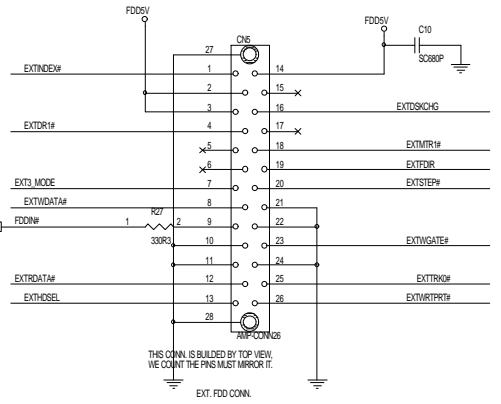 FDD5V
FDD5V
CN5
C10
SC680P
27
EXTINDEX# 1 14
2 15
3 16 EXTDSKCHG
EXTDR1# 4 17
5 18 EXTMTR1#
6 19 EXTFDIR
EXT3_MODE 7 20 EXTSTEP#
EXTWDATA# 8 21
FDDIN# 1 R27 2 9 22
330R3
10 23 EXTWGATE#
11 24
EXTRDATA# 12 25 EXTTRK0#
EXTHDSEL 13 26 EXTWRTPRT#
28
AMP-CONN26
THIS CONN. IS BUILDED BY TOP VIEW,
WE COUNT THE PINS MUST MIRROR IT.
EXT. FDD CONN.